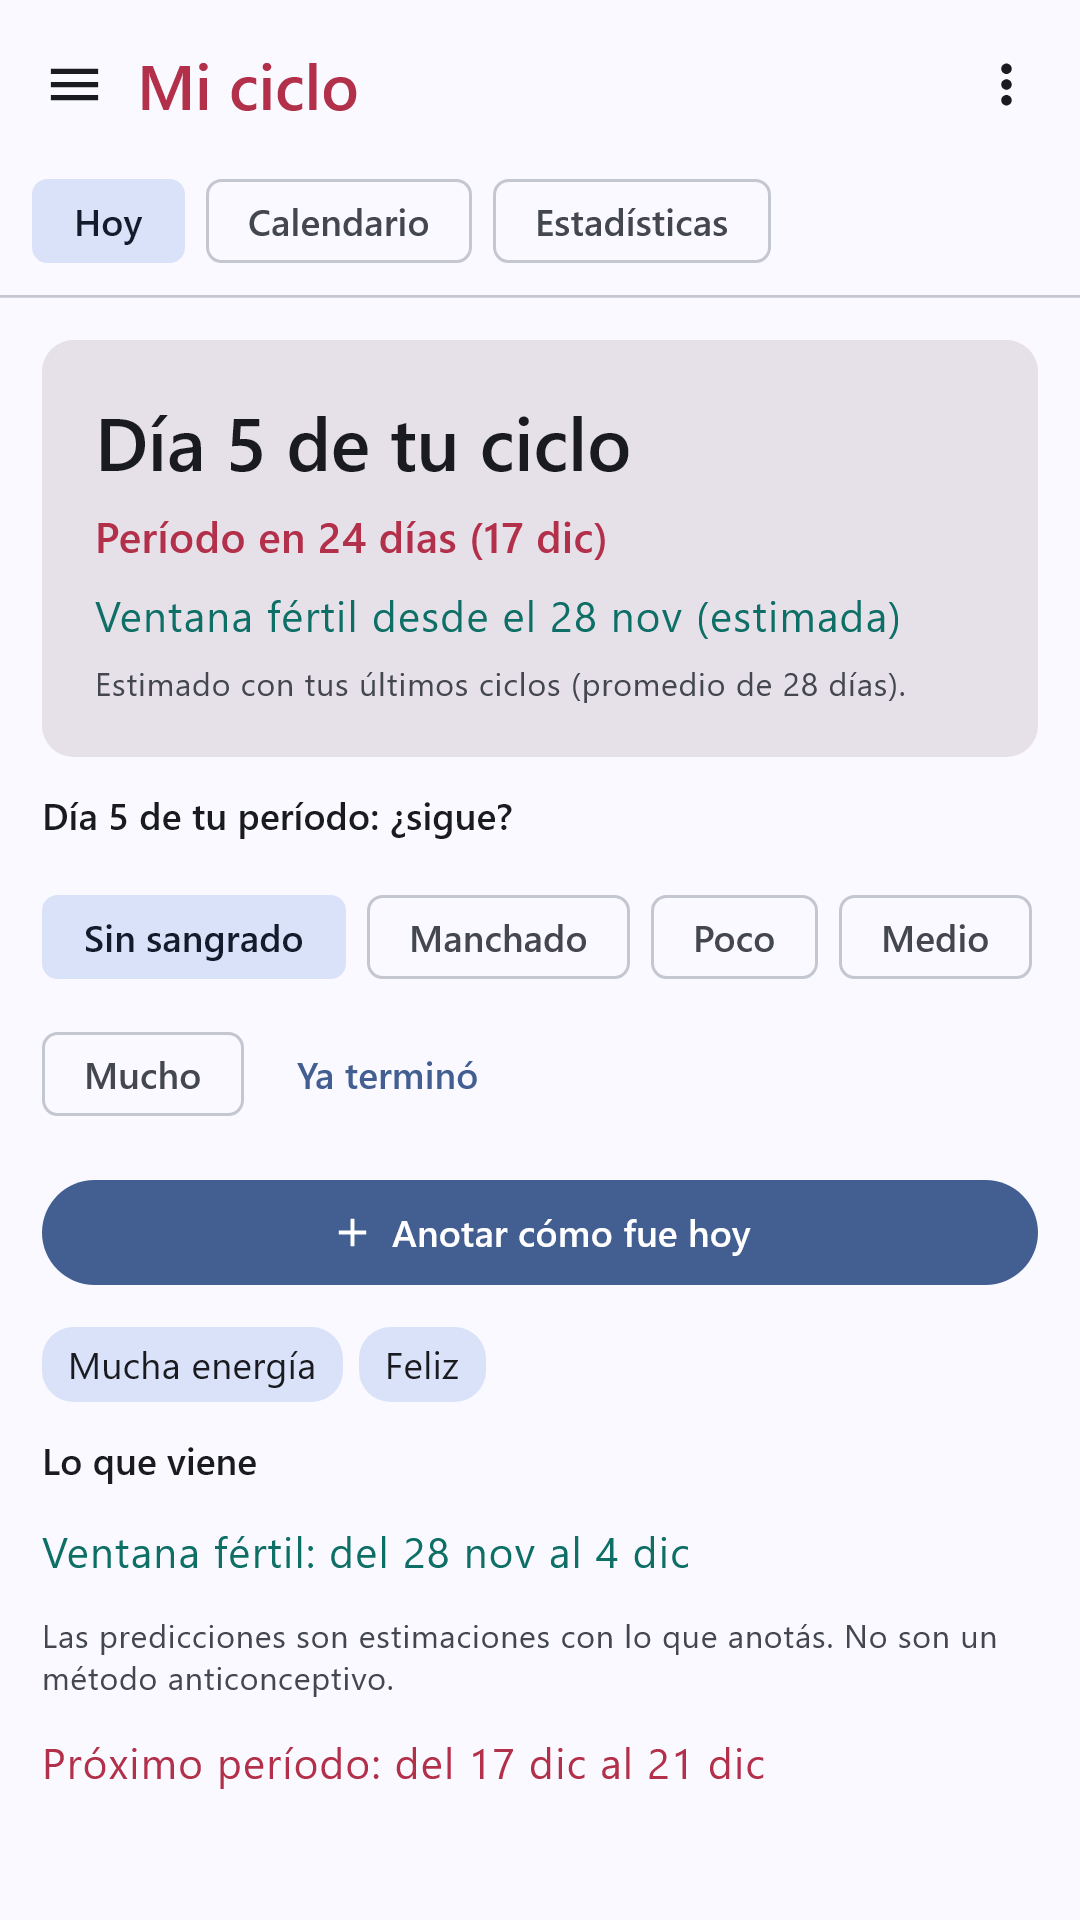 Mi ciclo
Hoy
Calendario
Estadísticas
Día 5 de tu ciclo
Período en 24 días (17 dic)
Ventana fértil desde el 28 nov (estimada)
Estimado con tus últimos ciclos (promedio de 28 días).
Día 5 de tu período: ¿sigue?
Sin sangrado
Manchado
Poco
Medio
Mucho
Ya terminó
+ Anotar cómo fue hoy
Mucha energía
Feliz
Lo que viene
Ventana fértil: del 28 nov al 4 dic
Las predicciones son estimaciones con lo que anotás. No son un
método anticonceptivo.
Próximo período: del 17 dic al 21 dic